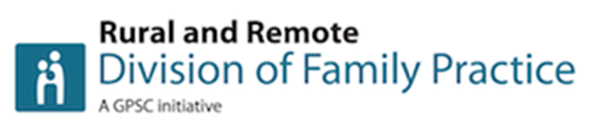 Rural and Remote
Division of Family Practice
A GPSC initiative